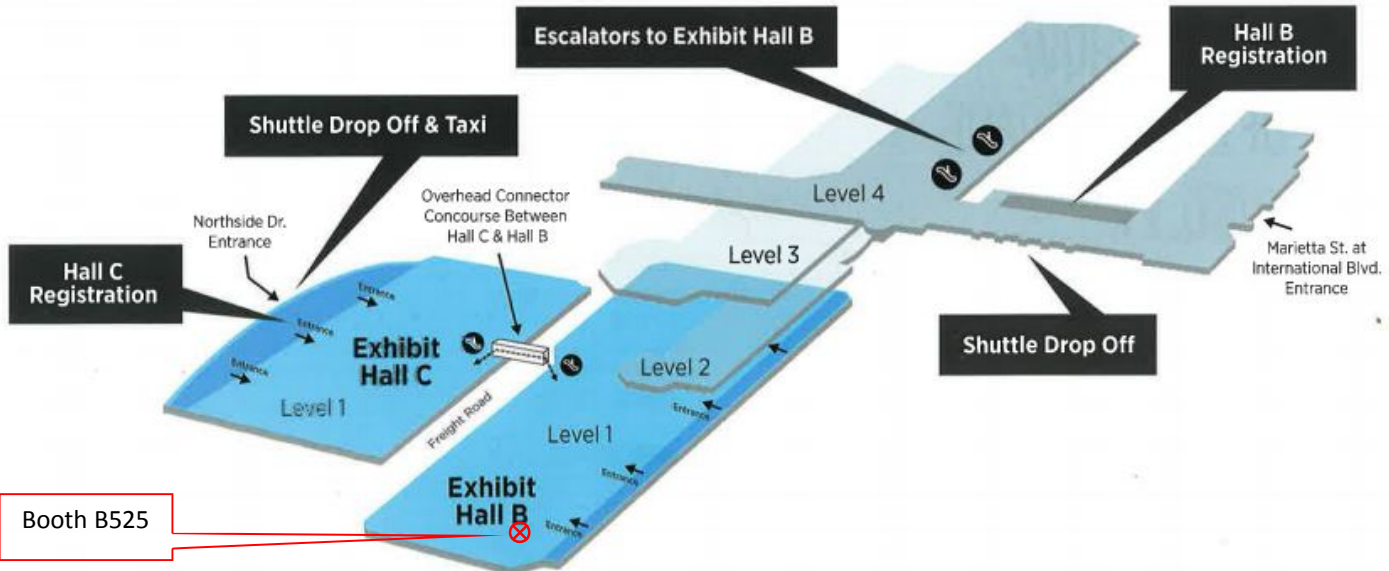 Escalators to Exhibit Hall B
Hall B
Registration
Shuttle Drop Off & Taxi
Overhead Connector
Concourse Between
Hall C & Hall B
Northside Dr.
Entrance
Level 4
Hall C
Registration
Level 3
Marietta St. at
International Blvd.
Entrance
Entrance
Entrance
Entrance
Exhibit
Hall C
Level 1
Shuttle Drop Off
Level 2
Entrance
Freight Road
Level 1
Entrance
Exhibit
Hall B
Entrance
Booth B525